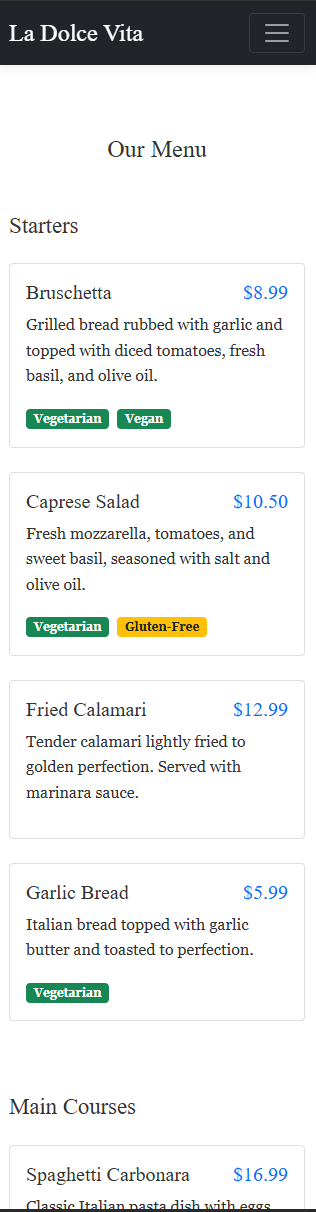 La Dolce Vita
Our Menu
Starters
Bruschetta $8.99
Grilled bread rubbed with garlic and
topped with diced tomatoes, fresh
basil, and olive oil.
Vegetarian Vegan
Caprese Salad $10.50
Fresh mozzarella, tomatoes, and
sweet basil, seasoned with salt and
olive oil.
Vegetarian Gluten-Free
Fried Calamari $12.99
Tender calamari lightly fried to
golden perfection. Served with
marinara sauce.
Garlic Bread $5.99
Italian bread topped with garlic
butter and toasted to perfection.
Vegetarian
Main Courses
Spaghetti Carbonara $16.99
Classic Italian pasta dish with eggs,